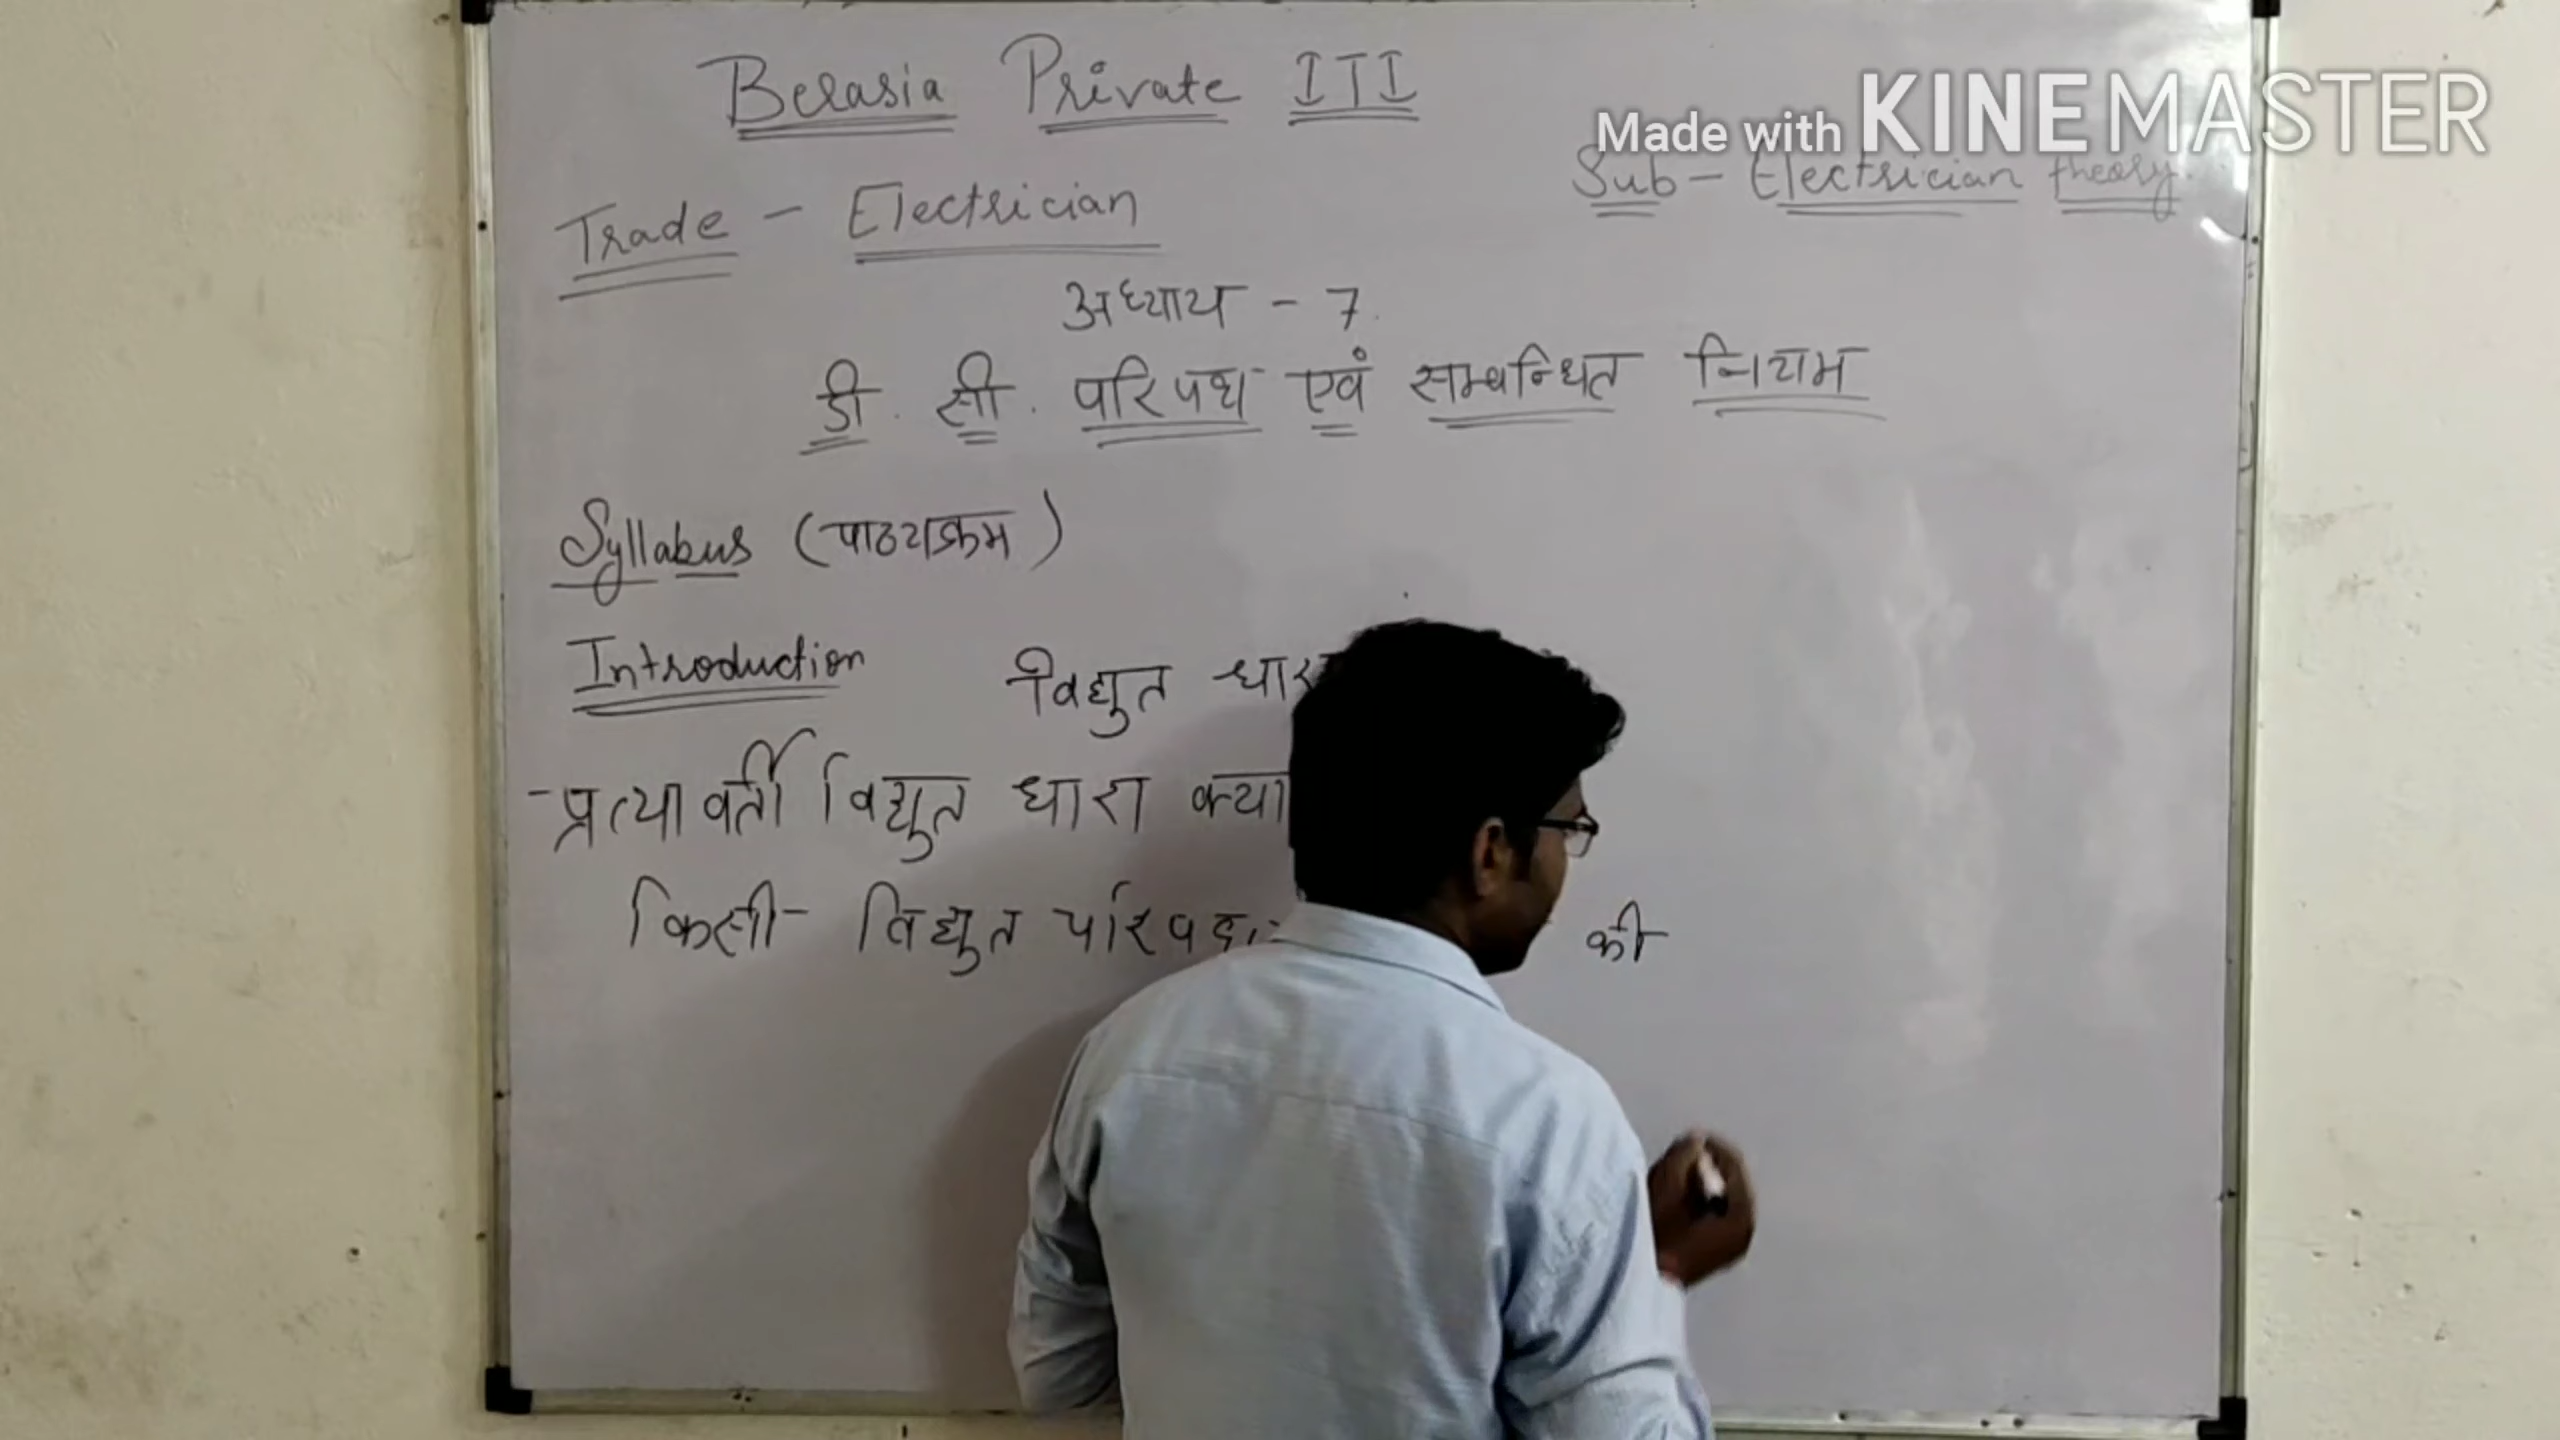 Berasia Private ITI
Made with KINEMASTER
Trade - Electrician
Sub - Electrician theory.
अध्याय - 7.
डी. सी. परिपथ एवं सम्बन्धित नियम
Syllabus (पाठ्यक्रम)
Introduction विद्युत
- प्रत्यावर्ती विद्युत धारा क्या
किसी विद्युत की